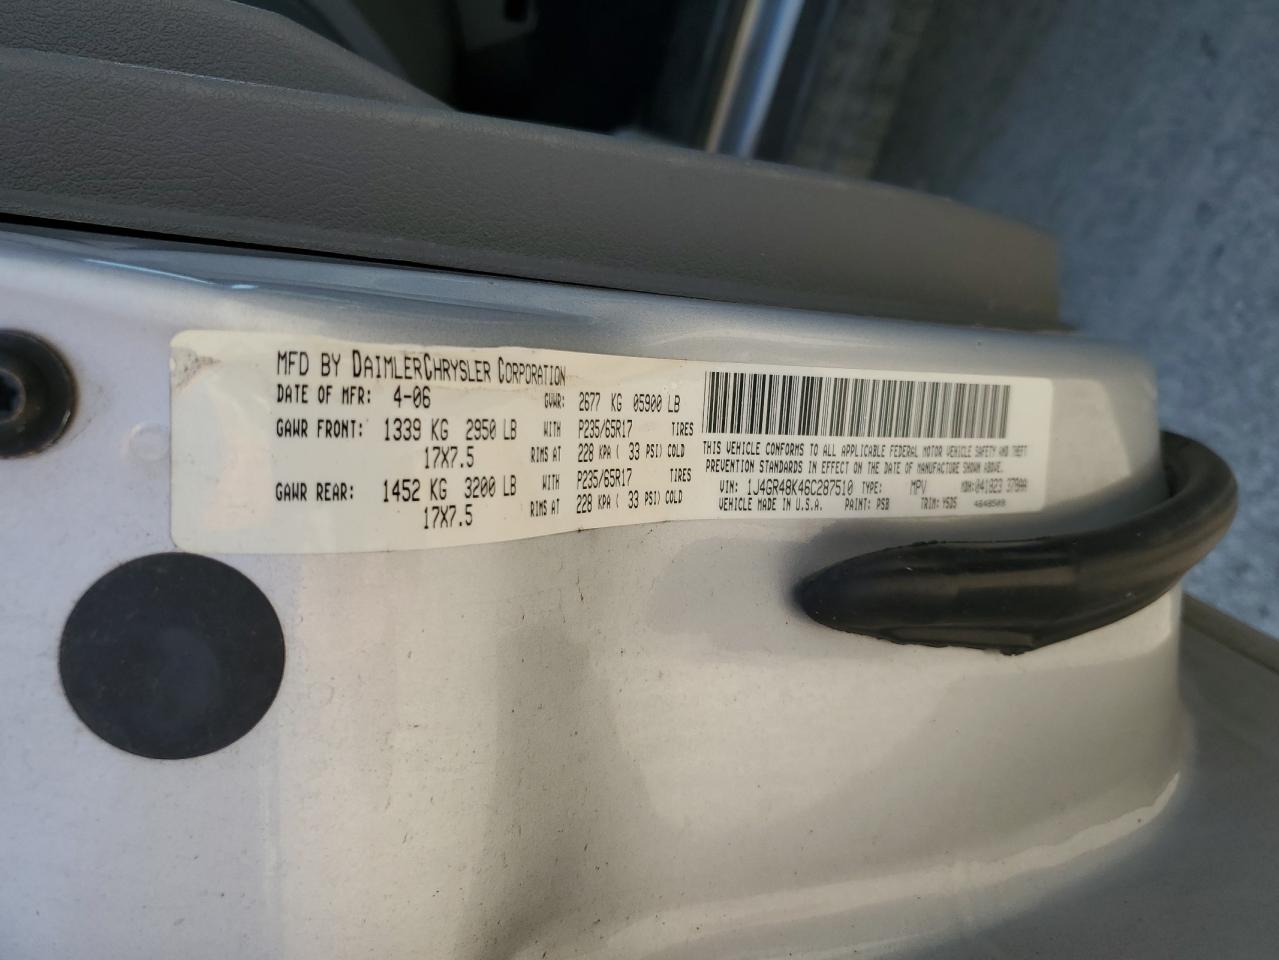 MFD BY DAIMLERCHRYSLER CORPORATION
DATE OF MFR: 4-06 GVWR: 2677 KG 05900 LB
GAWR FRONT: 1339 KG 2950 LB WITH P235/65R17 TIRES
17X7.5 RIMS AT 228 KPA ( 33 PSI) COLD
GAWR REAR: 1452 KG 3200 LB WITH P235/65R17 TIRES
17X7.5 RIMS AT 228 KPA ( 33 PSI) COLD
THIS VEHICLE CONFORMS TO ALL APPLICABLE FEDERAL MOTOR VEHICLE SAFETY AND THEFT
PREVENTION STANDARDS IN EFFECT ON THE DATE OF MANUFACTURE SHOWN ABOVE.
VIN: 1J4GR48K46C287510 TYPE: MPV MDH: 041823
VEHICLE MADE IN U.S.A. PAINT: PSB TRIM: